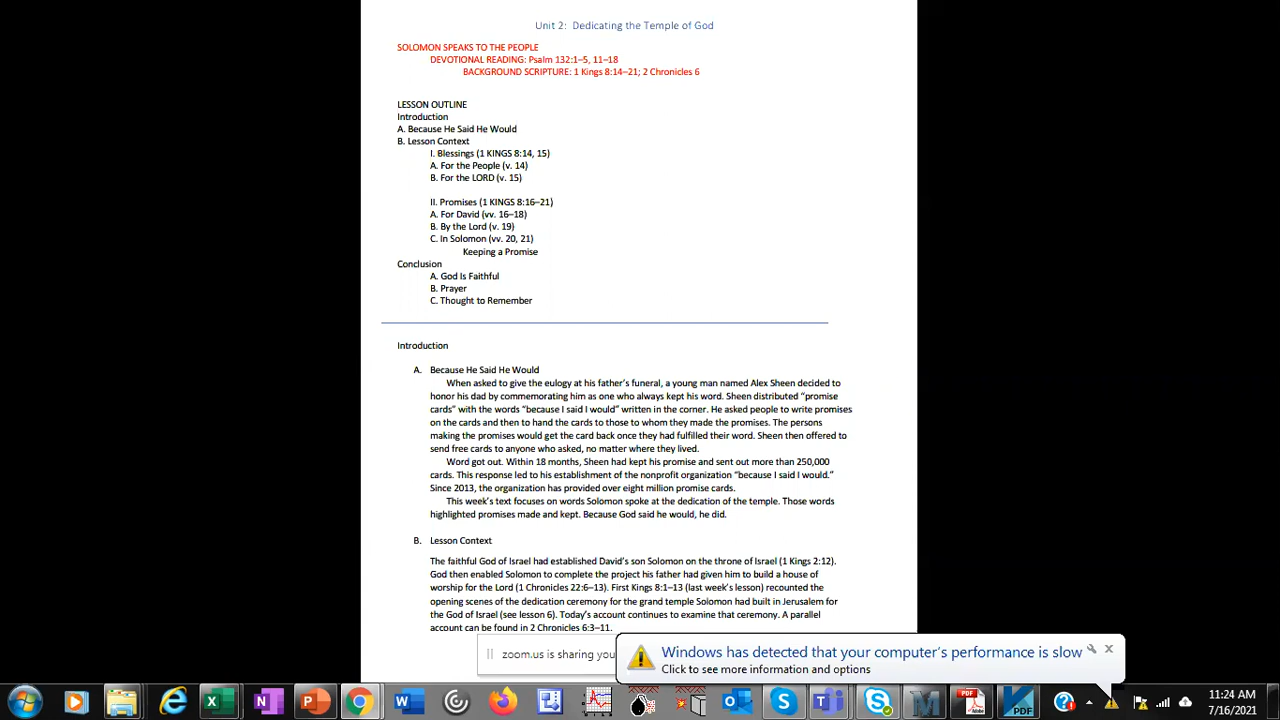 Unit 2:  Dedicating the Temple of God
SOLOMON SPEAKS TO THE PEOPLE
DEVOTIONAL READING: Psalm 132:1–5, 11–18
BACKGROUND SCRIPTURE: 1 Kings 8:14–21; 2 Chronicles 6
LESSON OUTLINE
Introduction
A. Because He Said He Would
B. Lesson Context
I. Blessings (1 KINGS 8:14, 15)
A. For the People (v. 14)
B. For the LORD (v. 15)
II. Promises (1 KINGS 8:16–21)
A. For David (vv. 16–18)
B. By the Lord (v. 19)
C. In Solomon (vv. 20, 21)
Keeping a Promise
Conclusion
A. God Is Faithful
B. Prayer
C. Thought to Remember
Introduction
A. Because He Said He Would
When asked to give the eulogy at his father's funeral, a young man named Alex Sheen decided to
honor his dad by commemorating him as one who always kept his word. Sheen distributed "promise
cards" with the words "because I said I would" written in the corner. He asked people to write promises
on the cards and then to hand the cards to those to whom they made the promises. The persons
making the promises would get the card back once they had fulfilled their word. Sheen then offered to
send free cards to anyone who asked, no matter where they lived.
Word got out. Within 18 months, Sheen had kept his promise and sent out more than 250,000
cards. This response led to his establishment of the nonprofit organization "because I said I would."
Since 2013, the organization has provided over eight million promise cards.
This week's text focuses on words Solomon spoke at the dedication of the temple. Those words
highlighted promises made and kept. Because God said he would, he did.
B. Lesson Context
The faithful God of Israel had established David's son Solomon on the throne of Israel (1 Kings 2:12).
God then enabled Solomon to complete the project his father had given him to build a house of
worship for the Lord (1 Chronicles 22:6–13). First Kings 8:1–13 (last week's lesson) recounted the
opening scenes of the dedication ceremony for the grand temple Solomon had built in Jerusalem for
the God of Israel (see lesson 6). Today's account continues to examine that ceremony. A parallel
account can be found in 2 Chronicles 6:3–11.
zoom.us is sharing you
Windows has detected that your computer's performance is slow
Click to see more information and options
11:24 AM
7/16/2021
PDF
PDF